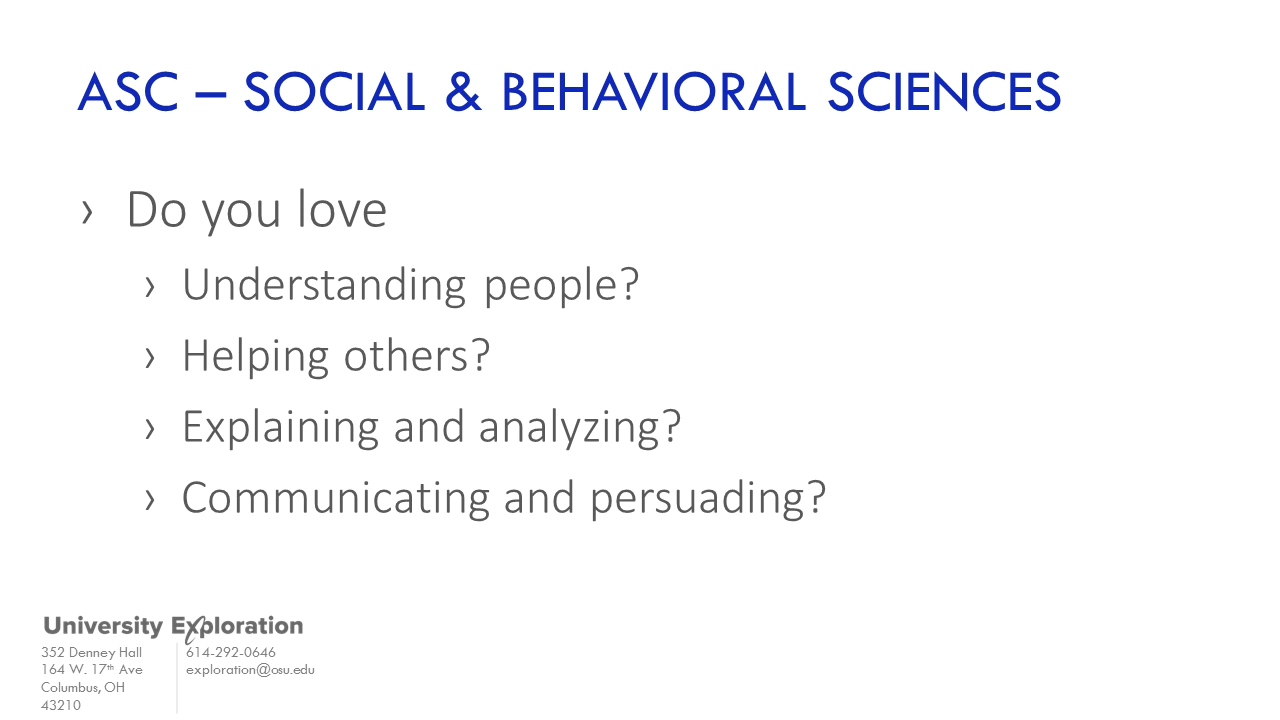 ASC – SOCIAL & BEHAVIORAL SCIENCES
› Do you love
› Understanding people?
› Helping others?
› Explaining and analyzing?
› Communicating and persuading?
University Exploration
352 Denney Hall
164 W. 17th Ave
Columbus, OH
43210
614-292-0646
exploration@osu.edu